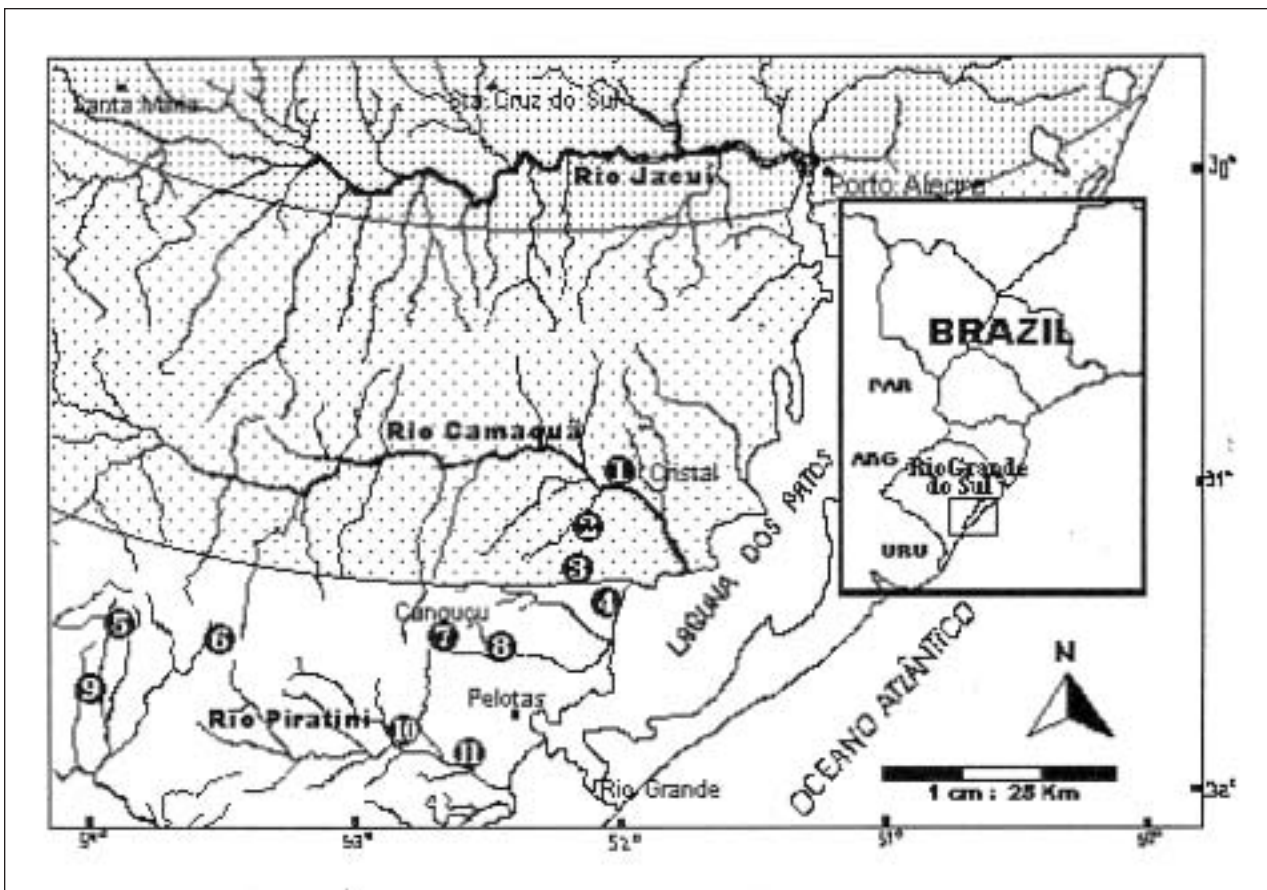 Santa Maria
Sta Cruz do Sul
Rio Jacuí
Porto Alegre
30°
BRAZIL
PAR
ARG
Rio Grande
do Sul
URU
Rio Camaquã
1
Cristal
31°
2
3
4
LAGUNA DOS PATOS
Canguçu
5
6
7
8
9
Pelotas
Rio Piratini
10
11
OCEANO ATLÂNTICO
N
Rio Grande
1 cm : 25 Km
32°
54°
53°
52°
51°
50°